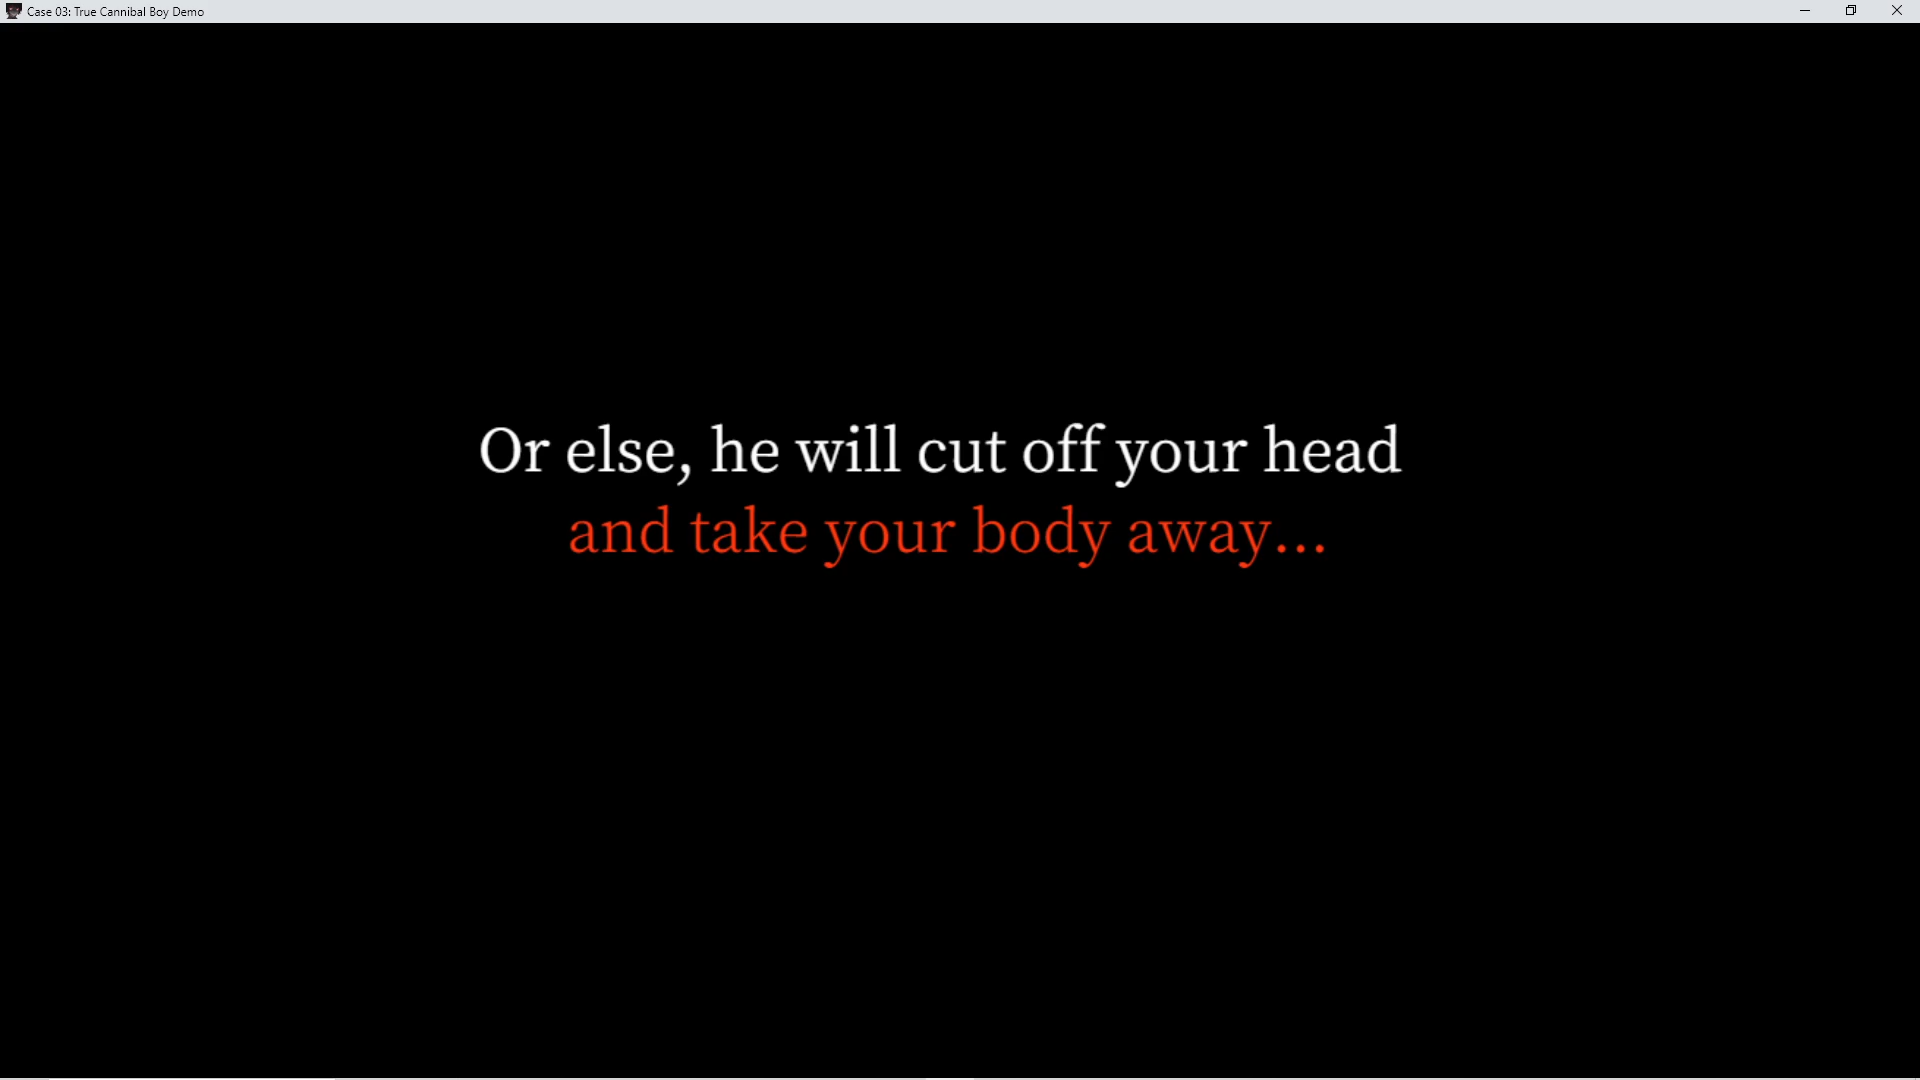 Case 03: True Cannibal Boy Demo
Or else, he will cut off your head
and take your body away...